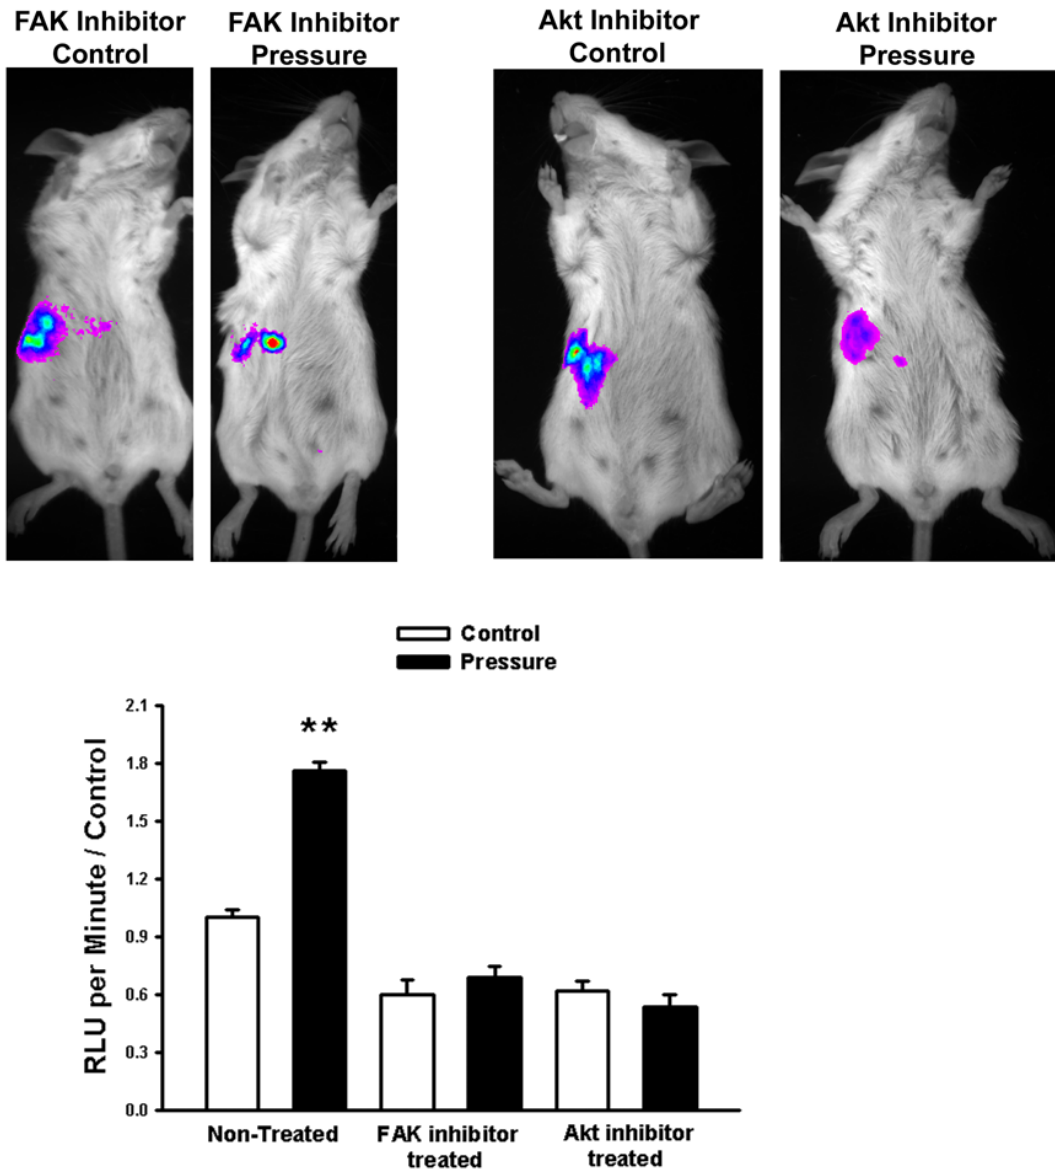 FAK Inhibitor
Control
FAK Inhibitor
Pressure
Akt Inhibitor
Control
Akt Inhibitor
Pressure
Control
Pressure
RLU per Minute / Control
2.1
1.8
1.5
1.2
0.9
0.6
0.3
0.0
**
Non-Treated
FAK inhibitor
treated
Akt inhibitor
treated